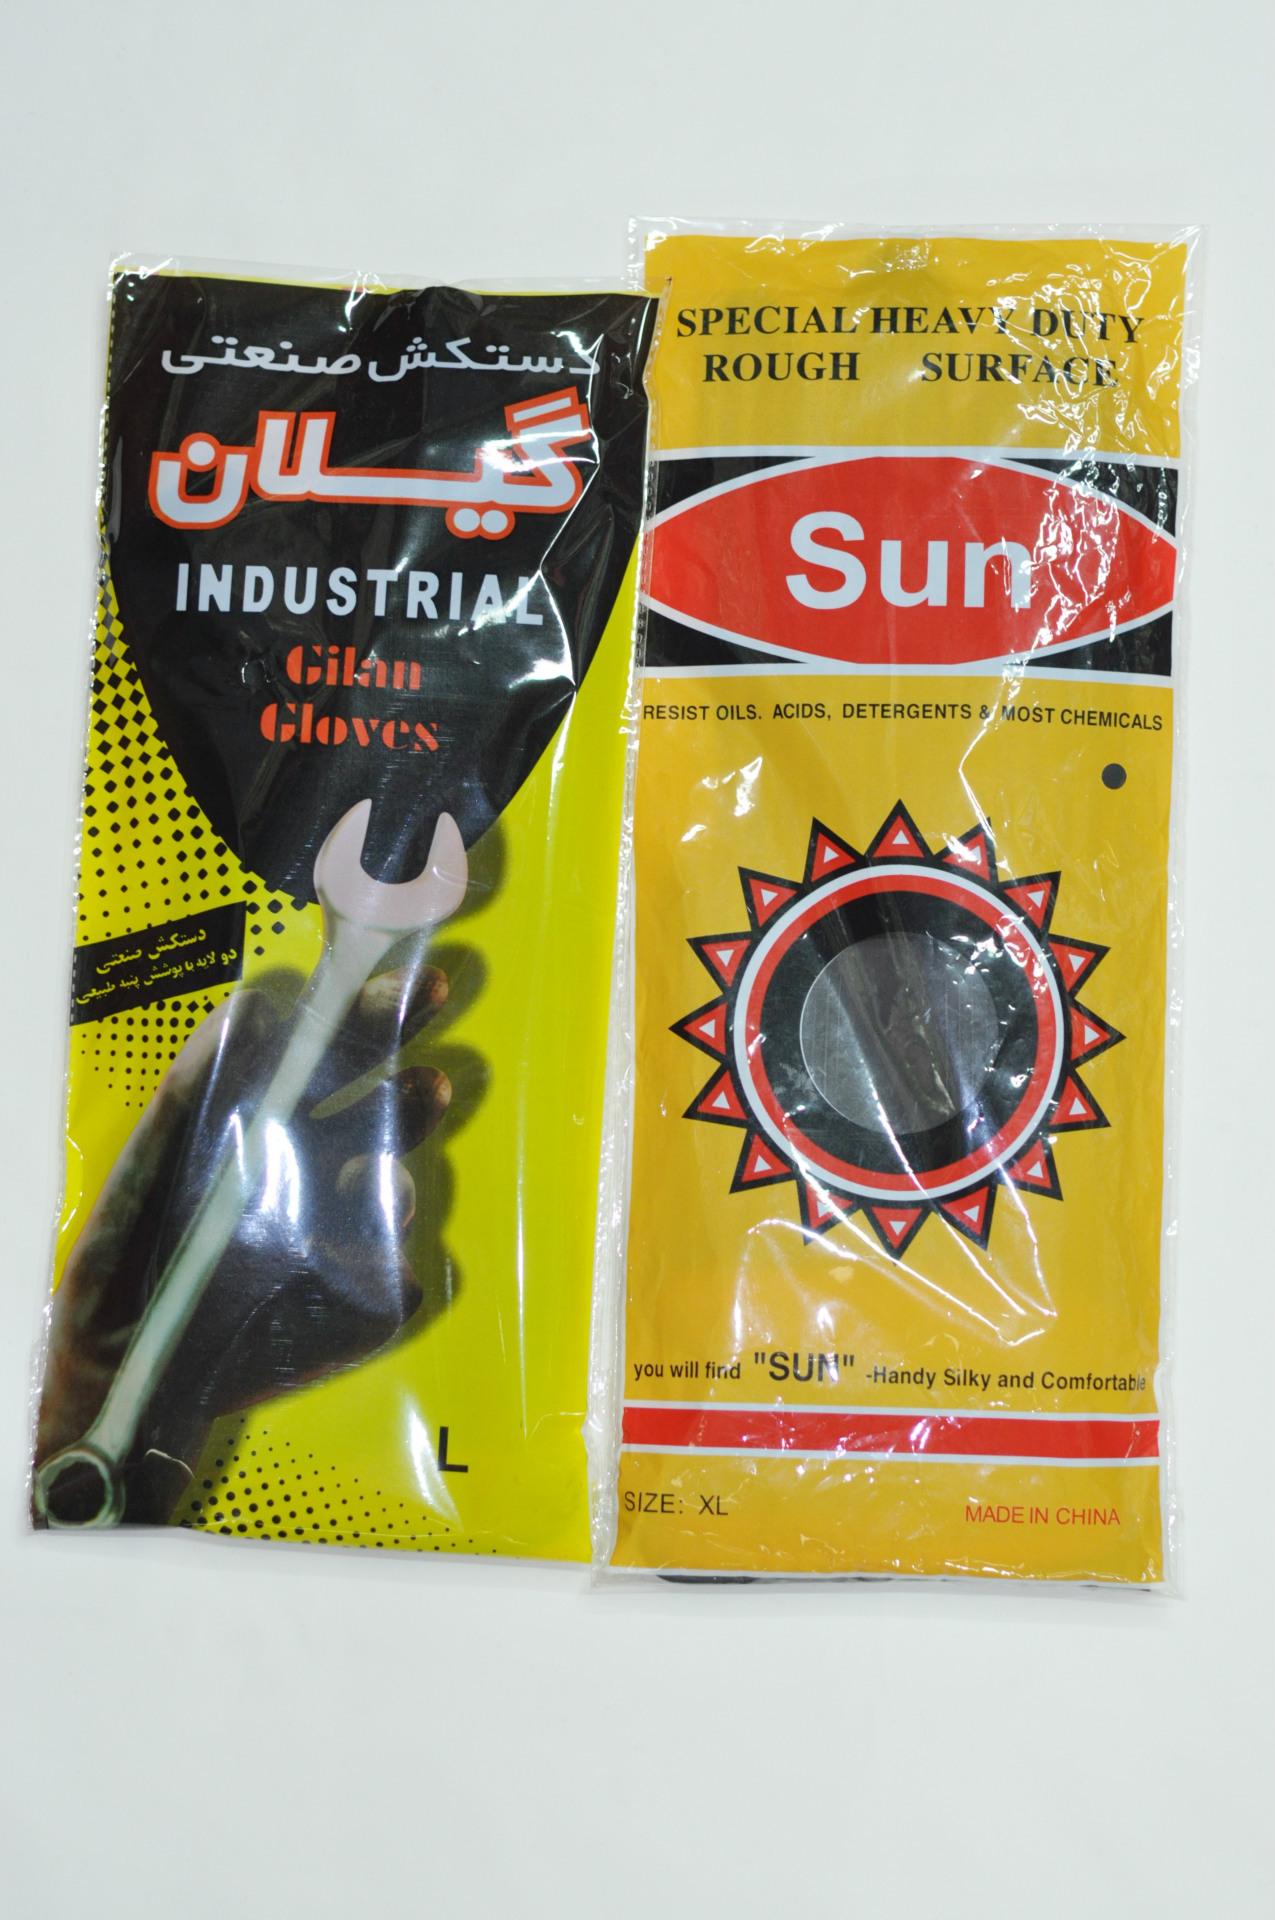 دستکش صنعتی
گیلان
INDUSTRIAL
Gilan
Gloves
دستکش صنعتی
دو لایه با پوشش پنبه طبیعی
L
SPECIAL HEAVY DUTY
ROUGH SURFACE
Sun
RESIST OILS. ACIDS, DETERGENTS & MOST CHEMICALS
you will find "SUN" -Handy Silky and Comfortable
SIZE: XL
MADE IN CHINA